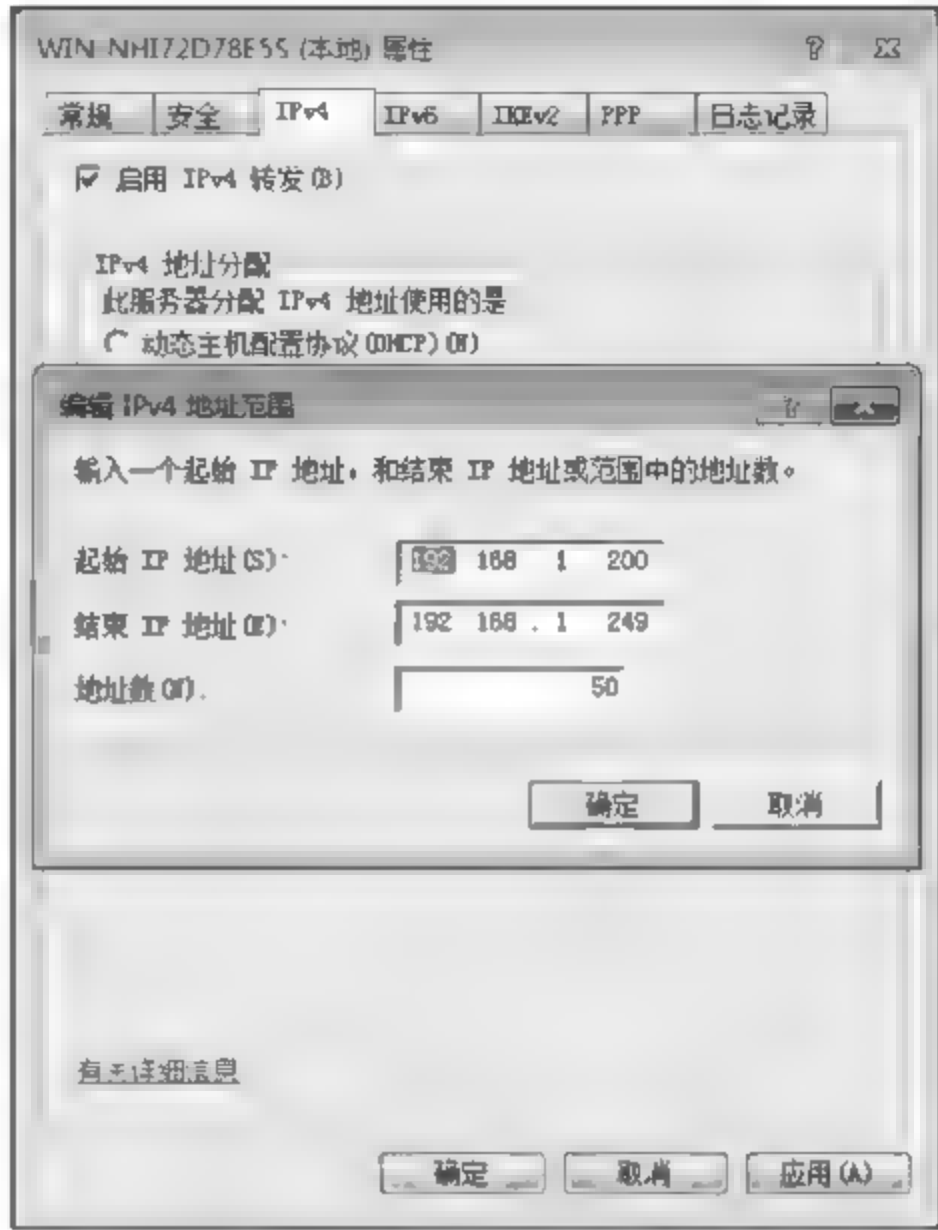 WIN-NHI72D78E5S (本地) 属性
常规 安全 IPv4 IPv6 IKEv2 PPP 日志记录
启用 IPv4 转发(B)
IPv4 地址分配
此服务器分配 IPv4 地址使用的是
动态主机配置协议(DHCP)(N)
编辑 IPv4 地址范围
输入一个起始 IP 地址，和结束 IP 地址或范围中的地址数。
起始 IP 地址(S): 192 168 1 200
结束 IP 地址(E): 192 168 . 1 249
地址数(N). 50
确定 取消
有关详细信息
确定 取消 应用(A)